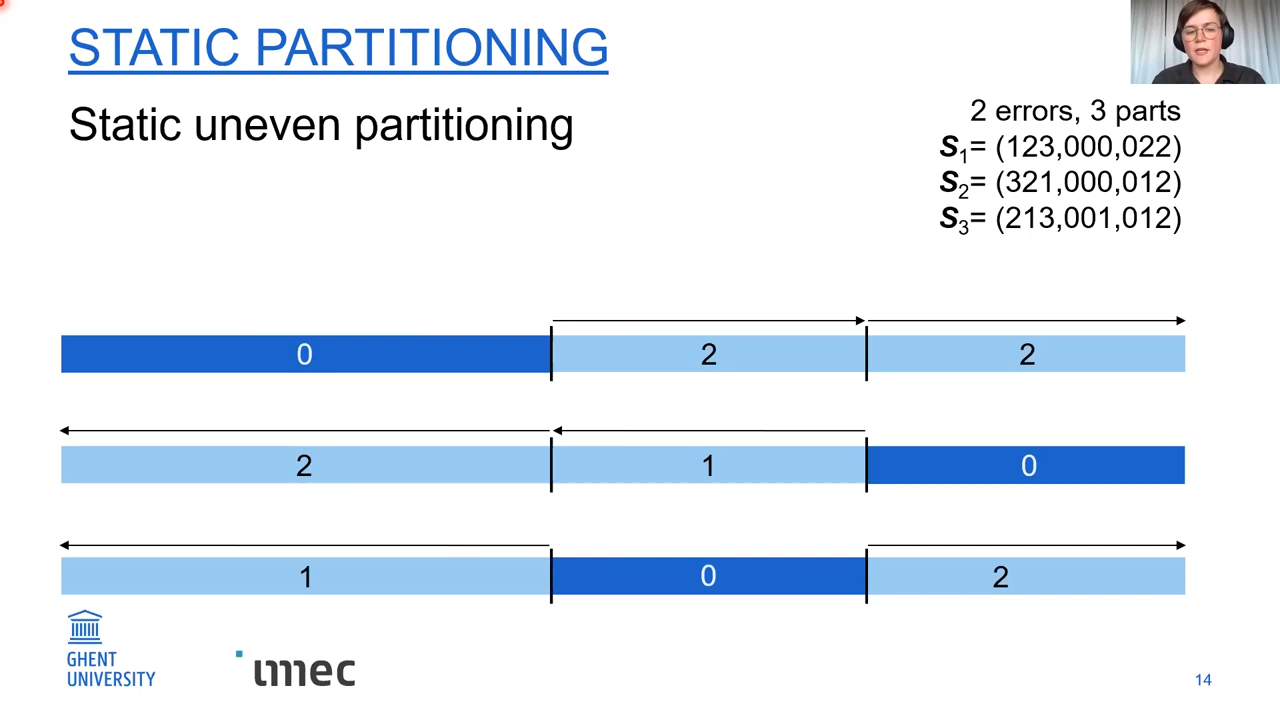 STATIC PARTITIONING
Static uneven partitioning
2 errors, 3 parts
S1= (123,000,022)
S2= (321,000,012)
S3= (213,001,012)
0 2 2
2 1 0
1 0 2
GHENT
UNIVERSITY
imec
14